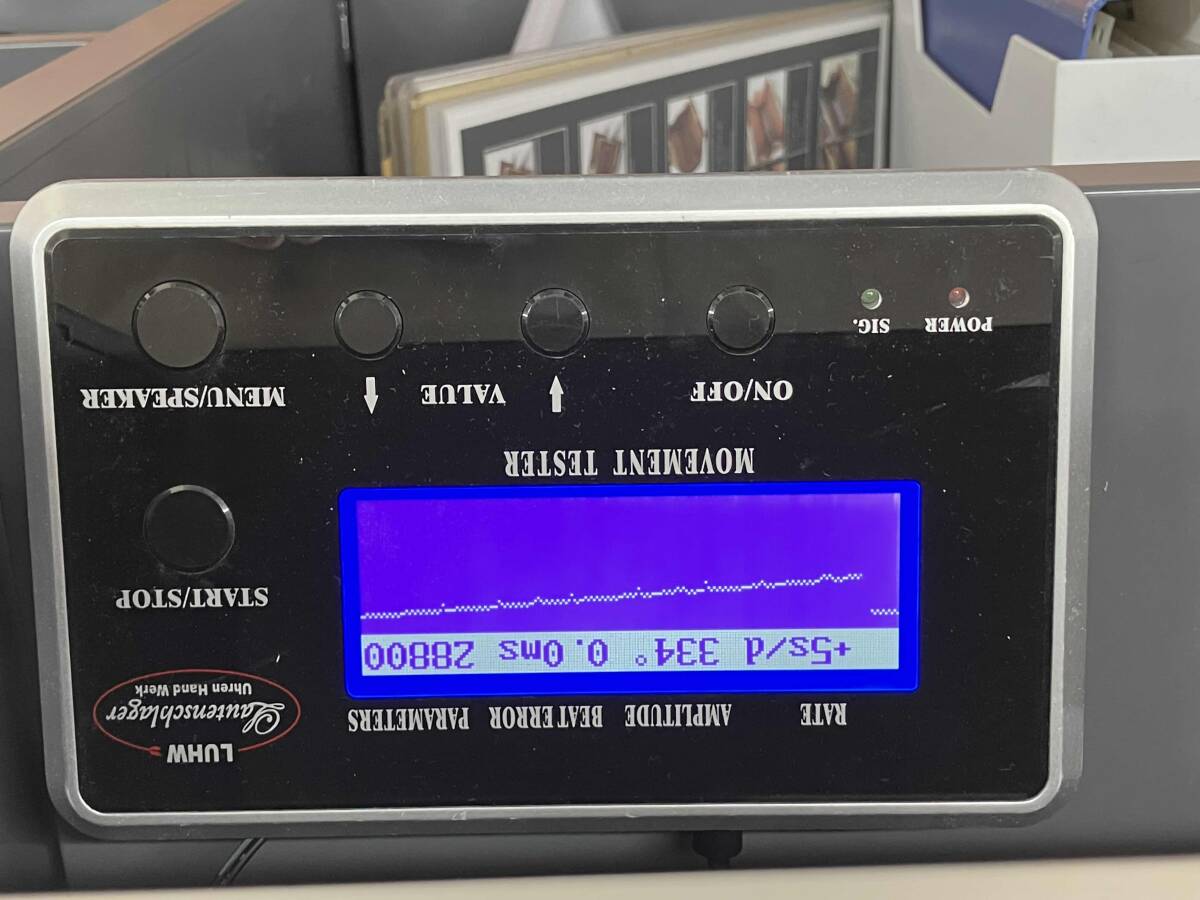 LUHW
Lautenschlager
Uhren Hand Werk
RATE AMPLITUDE BEAT ERROR PARAMETERS
+5s/d 334° 0.0ms 28800
START/STOP
MOVEMENT TESTER
ON/OFF VALUE MENU/SPEAKER
POWER SIG.